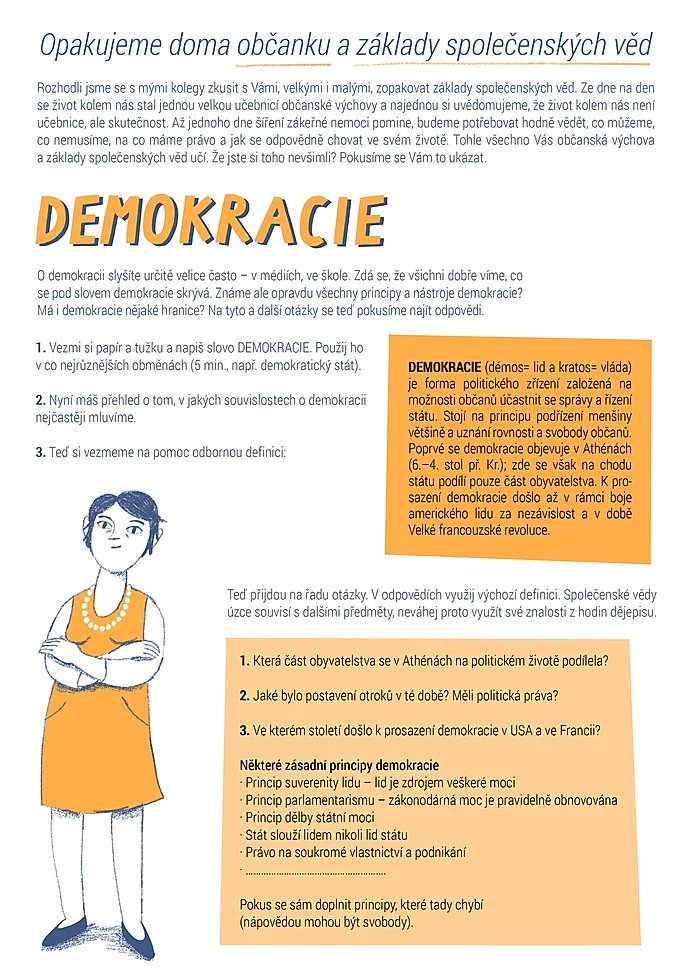 Opakujeme doma občanku a základy společenských věd
Rozhodli jsme se s mými kolegy zkusit s Vámi, velkými i malými, zopakovat základy společenských věd. Ze dne na den
se život kolem nás stal jednou velkou učebnicí občanské výchovy a najednou si uvědomujeme, že život kolem nás není
učebnice, ale skutečnost. Až jednoho dne šíření zákeřné nemoci pomine, budeme potřebovat hodně vědět, co můžeme,
co nemusíme, na co máme právo a jak se odpovědně chovat ve svém životě. Tohle všechno Vás občanská výchova
a základy společenských věd učí. Že jste si toho nevšimli? Pokusíme se Vám to ukázat.
DEMOKRACIE
O demokracii slyšíte určitě velice často – v médiích, ve škole. Zdá se, že všichni dobře víme, co
se pod slovem demokracie skrývá. Známe ale opravdu všechny principy a nástroje demokracie?
Má i demokracie nějaké hranice? Na tyto a další otázky se teď pokusíme najít odpovědi.
1. Vezmi si papír a tužku a napiš slovo DEMOKRACIE. Použij ho
v co nejrůznějších obměnách (5 min., např. demokratický stát).
2. Nyní máš přehled o tom, v jakých souvislostech o demokracii
nejčastěji mluvíme.
3. Teď si vezmeme na pomoc odbornou definici:
DEMOKRACIE (démos= lid a kratos= vláda)
je forma politického zřízení založená na
možnosti občanů účastnit se správy a řízení
státu. Stojí na principu podřízení menšiny
většině a uznání rovnosti a svobody občanů.
Poprvé se demokracie objevuje v Athénách
(6.–4. stol př. Kr.); zde se však na chodu
státu podílí pouze část obyvatelstva. K pro-
sazení demokracie došlo až v rámci boje
amerického lidu za nezávislost a v době
Velké francouzské revoluce.
Teď přijdou na řadu otázky. V odpovědích využij výchozí definici. Společenské vědy
úzce souvisí s dalšími předměty, neváhej proto využít své znalosti z hodin dějepisu.
1. Která část obyvatelstva se v Athénách na politickém životě podílela?
2. Jaké bylo postavení otroků v té době? Měli politická práva?
3. Ve kterém století došlo k prosazení demokracie v USA a ve Francii?
Některé zásadní principy demokracie
· Princip suverenity lidu – lid je zdrojem veškeré moci
· Princip parlamentarismu – zákonodárná moc je pravidelně obnovována
· Princip dělby státní moci
· Stát slouží lidem nikoli lid státu
· Právo na soukromé vlastnictví a podnikání
· ...................................................
Pokus se sám doplnit principy, které tady chybí
(nápovědou mohou být svobody).